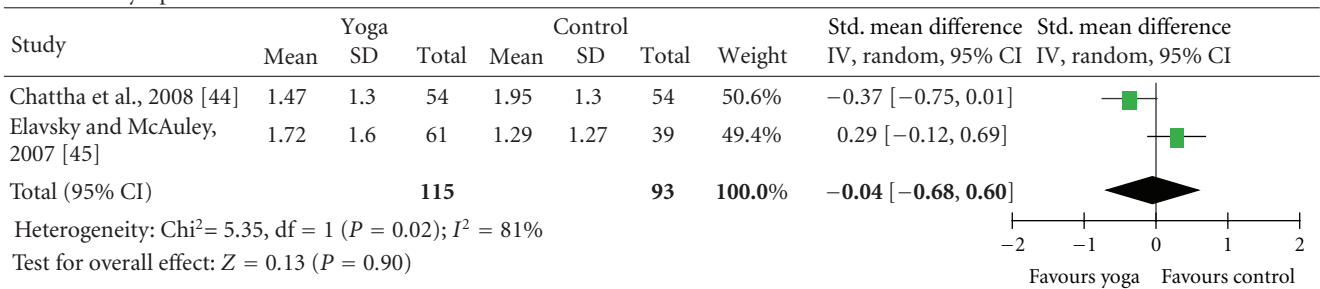 Yoga Control Std. mean difference Std. mean difference
Study Mean SD Total Mean SD Total Weight IV, random, 95% CI IV, random, 95% CI
Chattha et al., 2008 [44] 1.47 1.3 54 1.95 1.3 54 50.6% −0.37 [−0.75, 0.01]
Elavsky and McAuley, 2007 [45] 1.72 1.6 61 1.29 1.27 39 49.4% 0.29 [−0.12, 0.69]
Total (95% CI) 115 93 100.0% −0.04 [−0.68, 0.60]
Heterogeneity: Chi²= 5.35, df = 1 (P = 0.02); I² = 81%
−2 −1 0 1 2
Test for overall effect: Z = 0.13 (P = 0.90)
Favours yoga Favours control